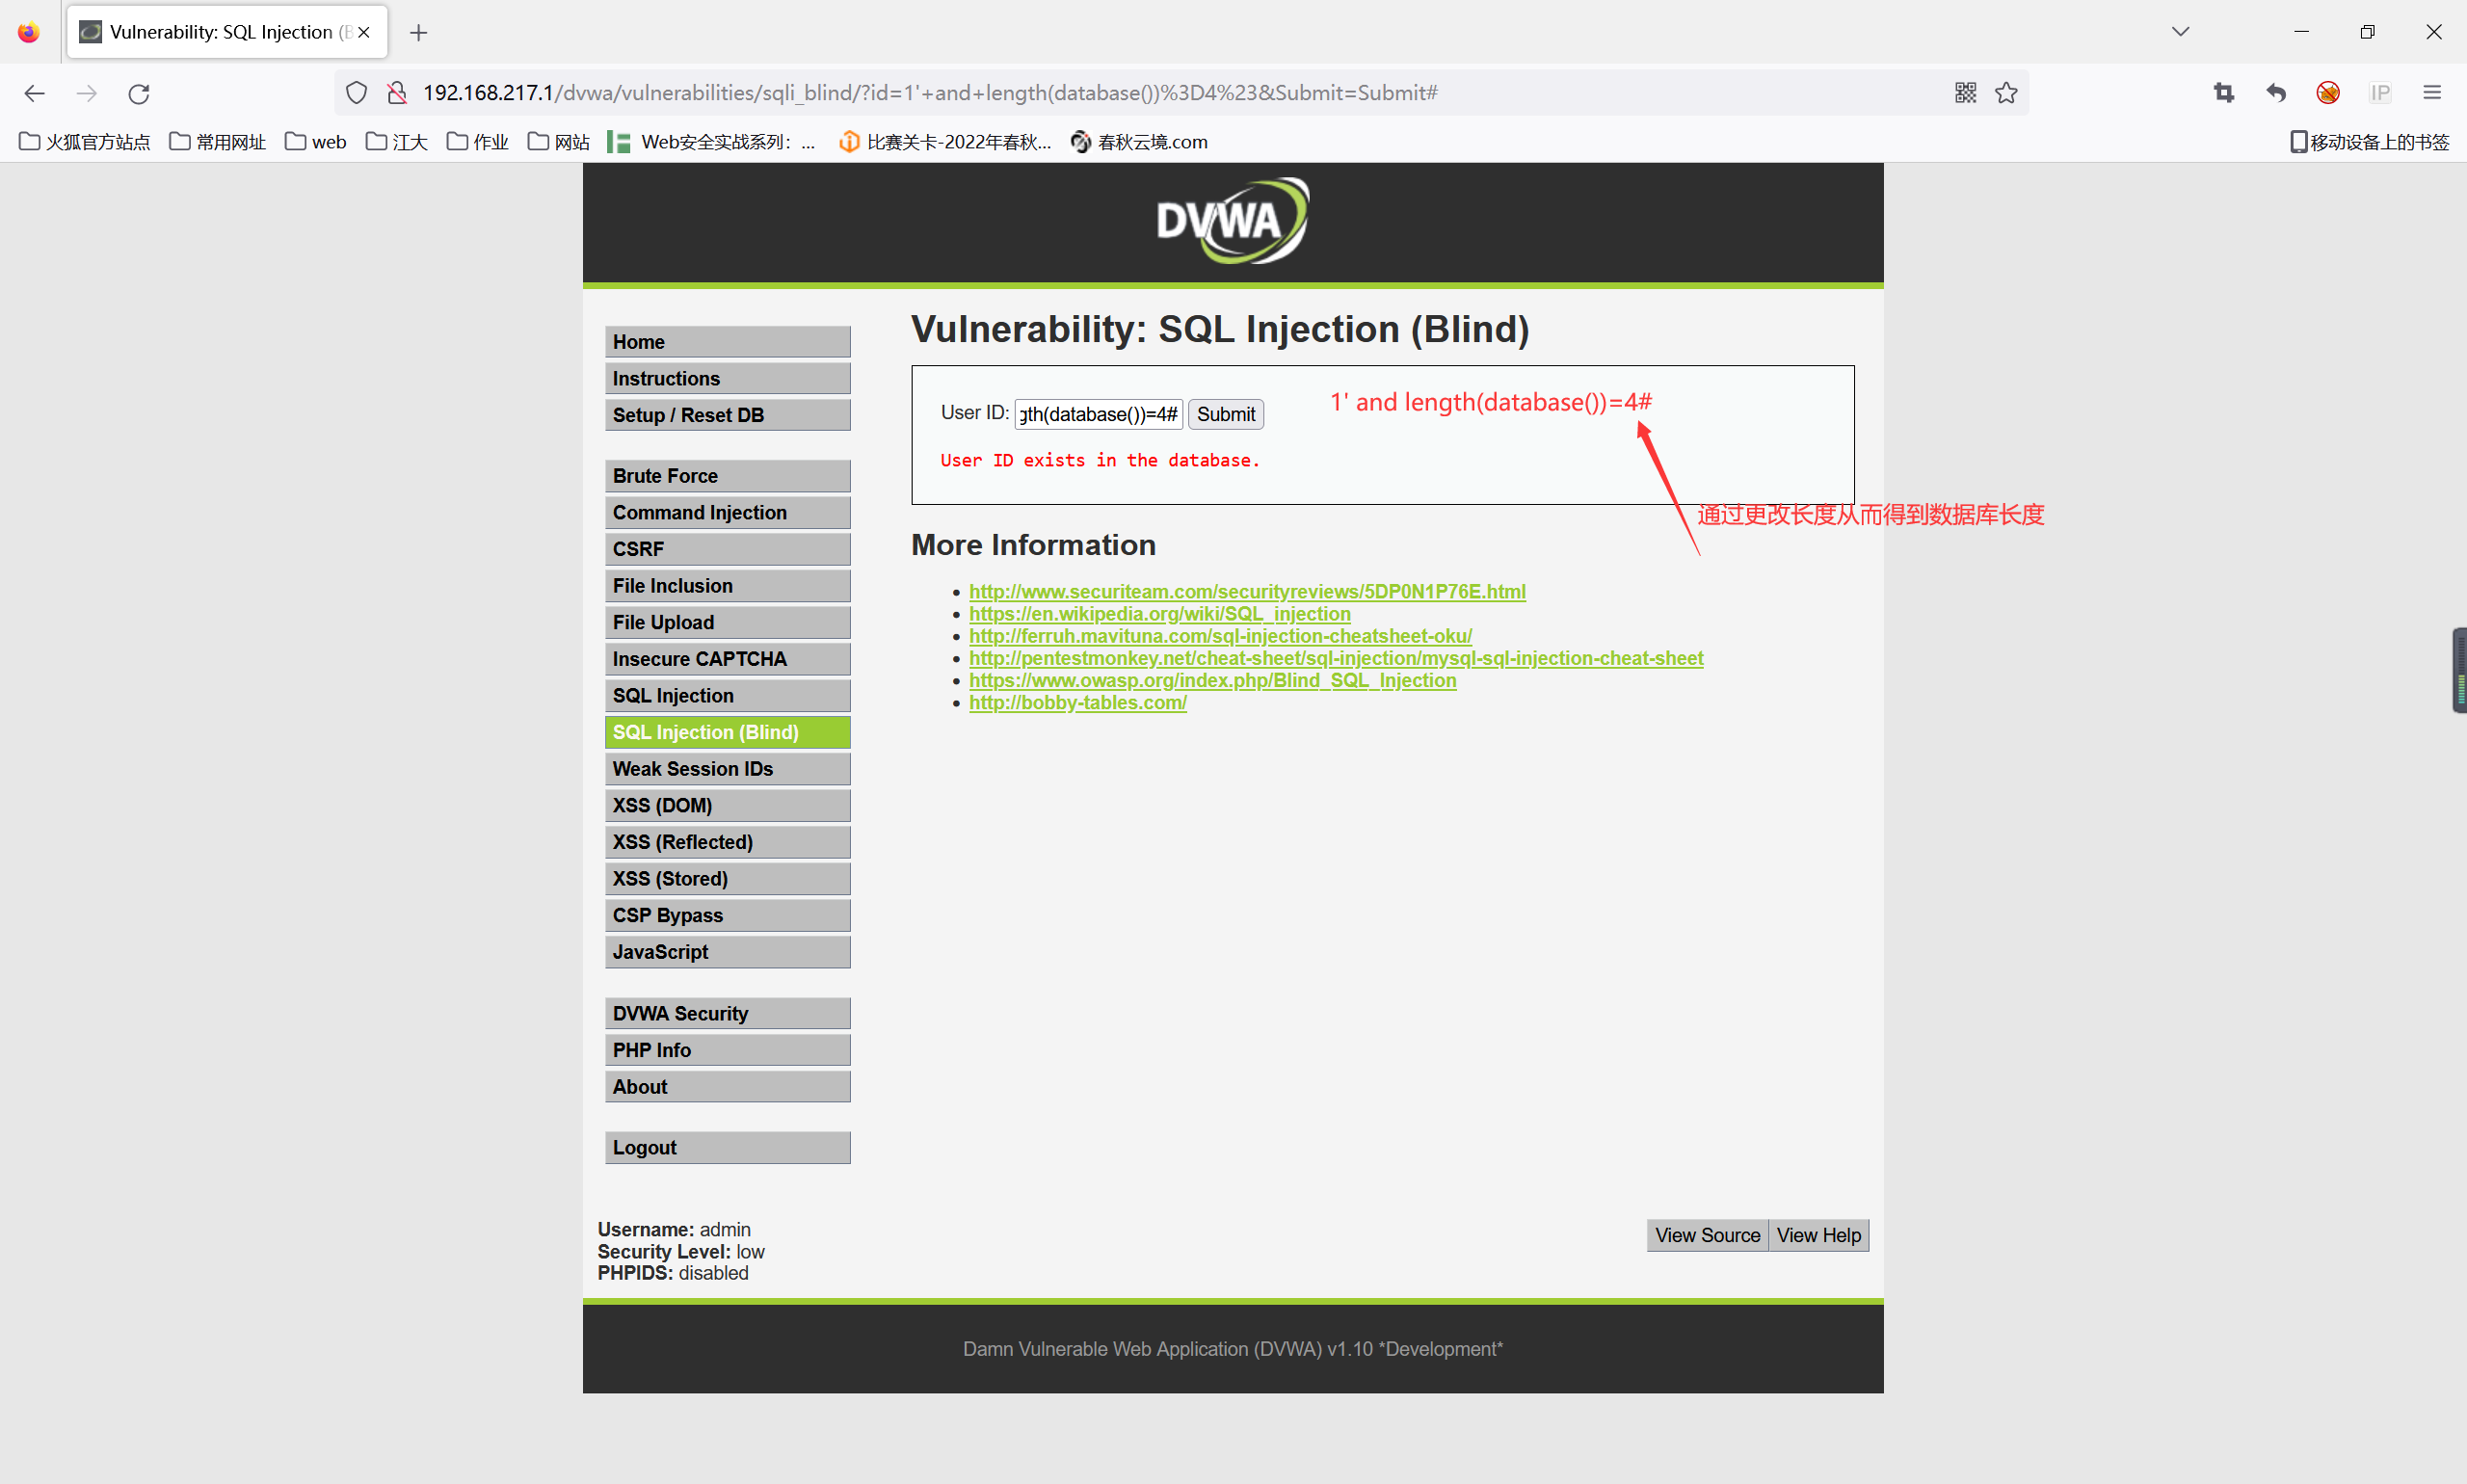 Vulnerability: SQL Injection (B
192.168.217.1/dvwa/vulnerabilities/sqli_blind/?id=1'+and+length(database())%3D4%23&Submit=Submit#
IP
火狐官方站点 常用网址 web 江大 作业 网站 Web安全实战系列：... 比赛关卡-2022年春秋... 春秋云境.com 移动设备上的书签
DVWA
Home
Instructions
Setup / Reset DB
Brute Force
Command Injection
CSRF
File Inclusion
File Upload
Insecure CAPTCHA
SQL Injection
SQL Injection (Blind)
Weak Session IDs
XSS (DOM)
XSS (Reflected)
XSS (Stored)
CSP Bypass
JavaScript
DVWA Security
PHP Info
About
Logout
Vulnerability: SQL Injection (Blind)
User ID: gth(database())=4# Submit
1' and length(database())=4#
User ID exists in the database.
通过更改长度从而得到数据库长度
More Information
http://www.securiteam.com/securityreviews/5DP0N1P76E.html
https://en.wikipedia.org/wiki/SQL_injection
http://ferruh.mavituna.com/sql-injection-cheatsheet-oku/
http://pentestmonkey.net/cheat-sheet/sql-injection/mysql-sql-injection-cheat-sheet
https://www.owasp.org/index.php/Blind_SQL_Injection
http://bobby-tables.com/
Username: admin
Security Level: low
PHPIDS: disabled
View Source View Help
Damn Vulnerable Web Application (DVWA) v1.10 *Development*